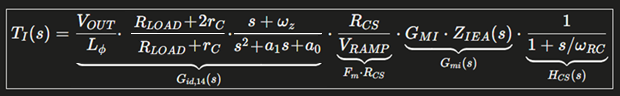 $$T_I(s) = \underbrace{\frac{V_{OUT}}{L_\phi} \cdot \frac{R_{LOAD}+2r_C}{R_{LOAD}+r_C} \cdot \frac{s+\omega_z}{s^2+a_1s+a_0}}_{G_{id,14}(s)} \cdot \underbrace{\frac{R_{CS}}{V_{RAMP}}}_{F_m \cdot R_{CS}} \cdot \underbrace{G_{MI} \cdot Z_{IEA}(s)}_{G_{mi}(s)} \cdot \underbrace{\frac{1}{1+s/\omega_{RC}}}_{H_{CS}(s)}$$